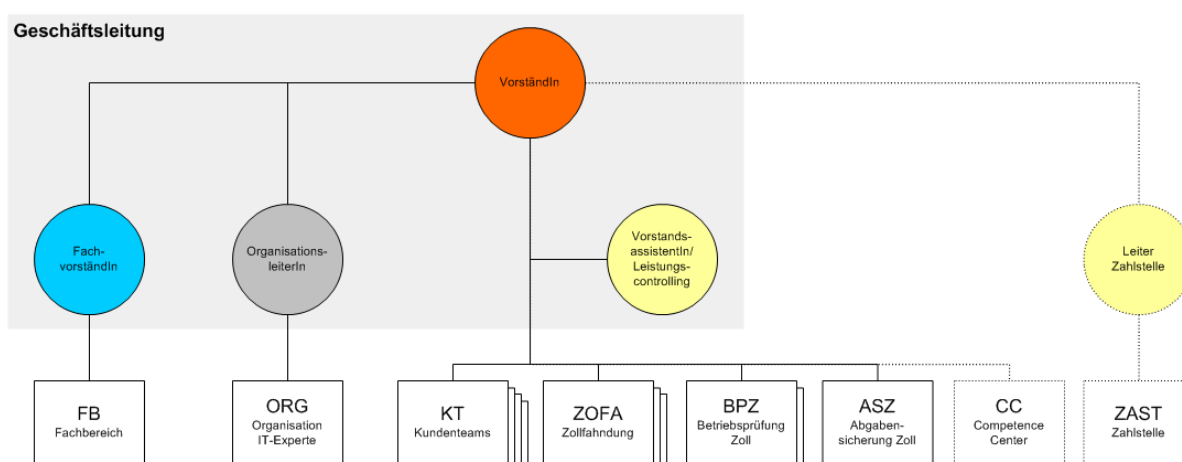 Geschäftsleitung
VorständIn
Fach-
vorständIn
Organisations-
leiterIn
Vorstands-
assistentIn/
Leistungs-
controlling
Leiter
Zahlstelle
FB
Fachbereich
ORG
Organisation
IT-Experte
KT
Kundenteams
ZOFA
Zollfahndung
BPZ
Betriebsprüfung
Zoll
ASZ
Abgaben-
sicherung Zoll
CC
Competence
Center
ZAST
Zahlstelle